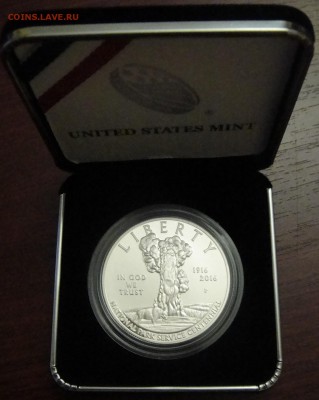 COINS.LAVE.RU
UNITED STATES MINT
LIBERTY
IN GOD
WE
TRUST
1916
2016
NATIONAL PARK SERVICE CENTENNIAL